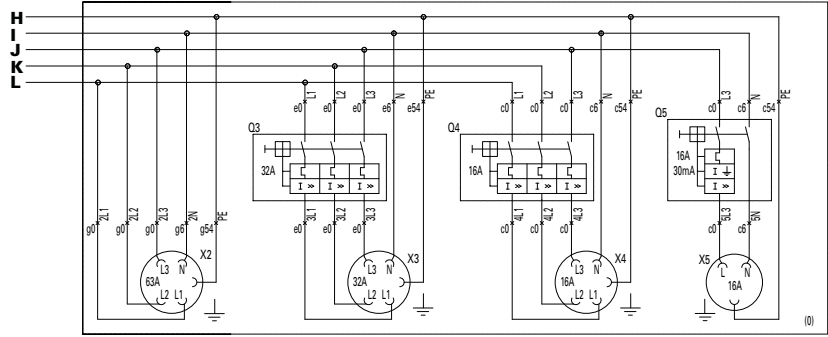 H
I
J
K
L
e0 L1 e0 L2 e0 L3 e6 N e54 PE
c0 L1 c0 L2 c0 L3 c6 N c54 PE
c0 L3 c6 N c54 PE
Q3
Q4
Q5
32A
16A
16A
30mA
I » I » I »
I » I » I »
I
I »
g0 2L1 g0 2L2 g0 2L3 g6 2N g54 PE
e0 3L1 e0 3L2 e0 3L3
c0 4L1 c0 4L2 c0 4L3
c0 5L3 c6 5N
X2
X3
X4
X5
L3 N
63A
L2 L1
L3 N
32A
L2 L1
L3 N
16A
L2 L1
L N
16A
(0)